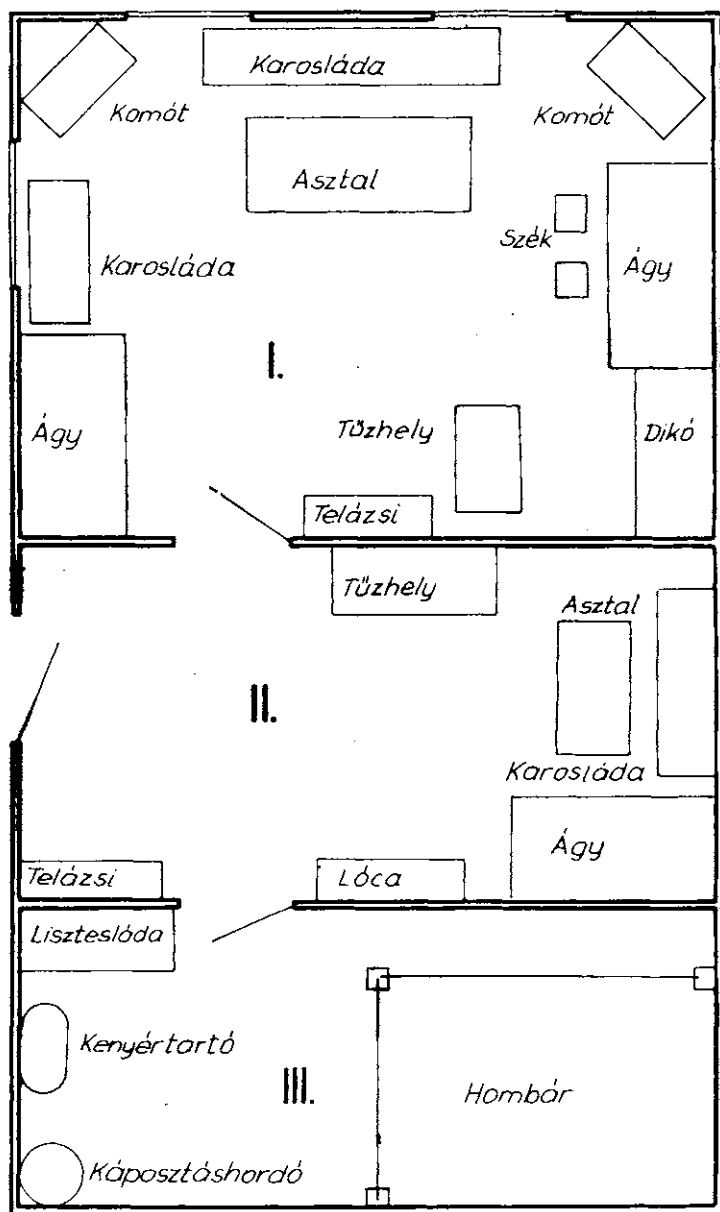 Karosláda
Komót
Komót
Asztal
Szék
Ágy
Karosláda
I.
Ágy
Tűzhely
Dikó
Telázsi
Tűzhely
Asztal
II.
Karosláda
Ágy
Telázsi
Lóca
Lisztesláda
Kenyértartó
III.
Hombár
Káposztáshordó